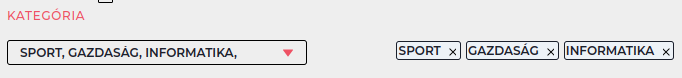 KATEGÓRIA
SPORT, GAZDASÁG, INFORMATIKA,
SPORT × GAZDASÁG × INFORMATIKA ×